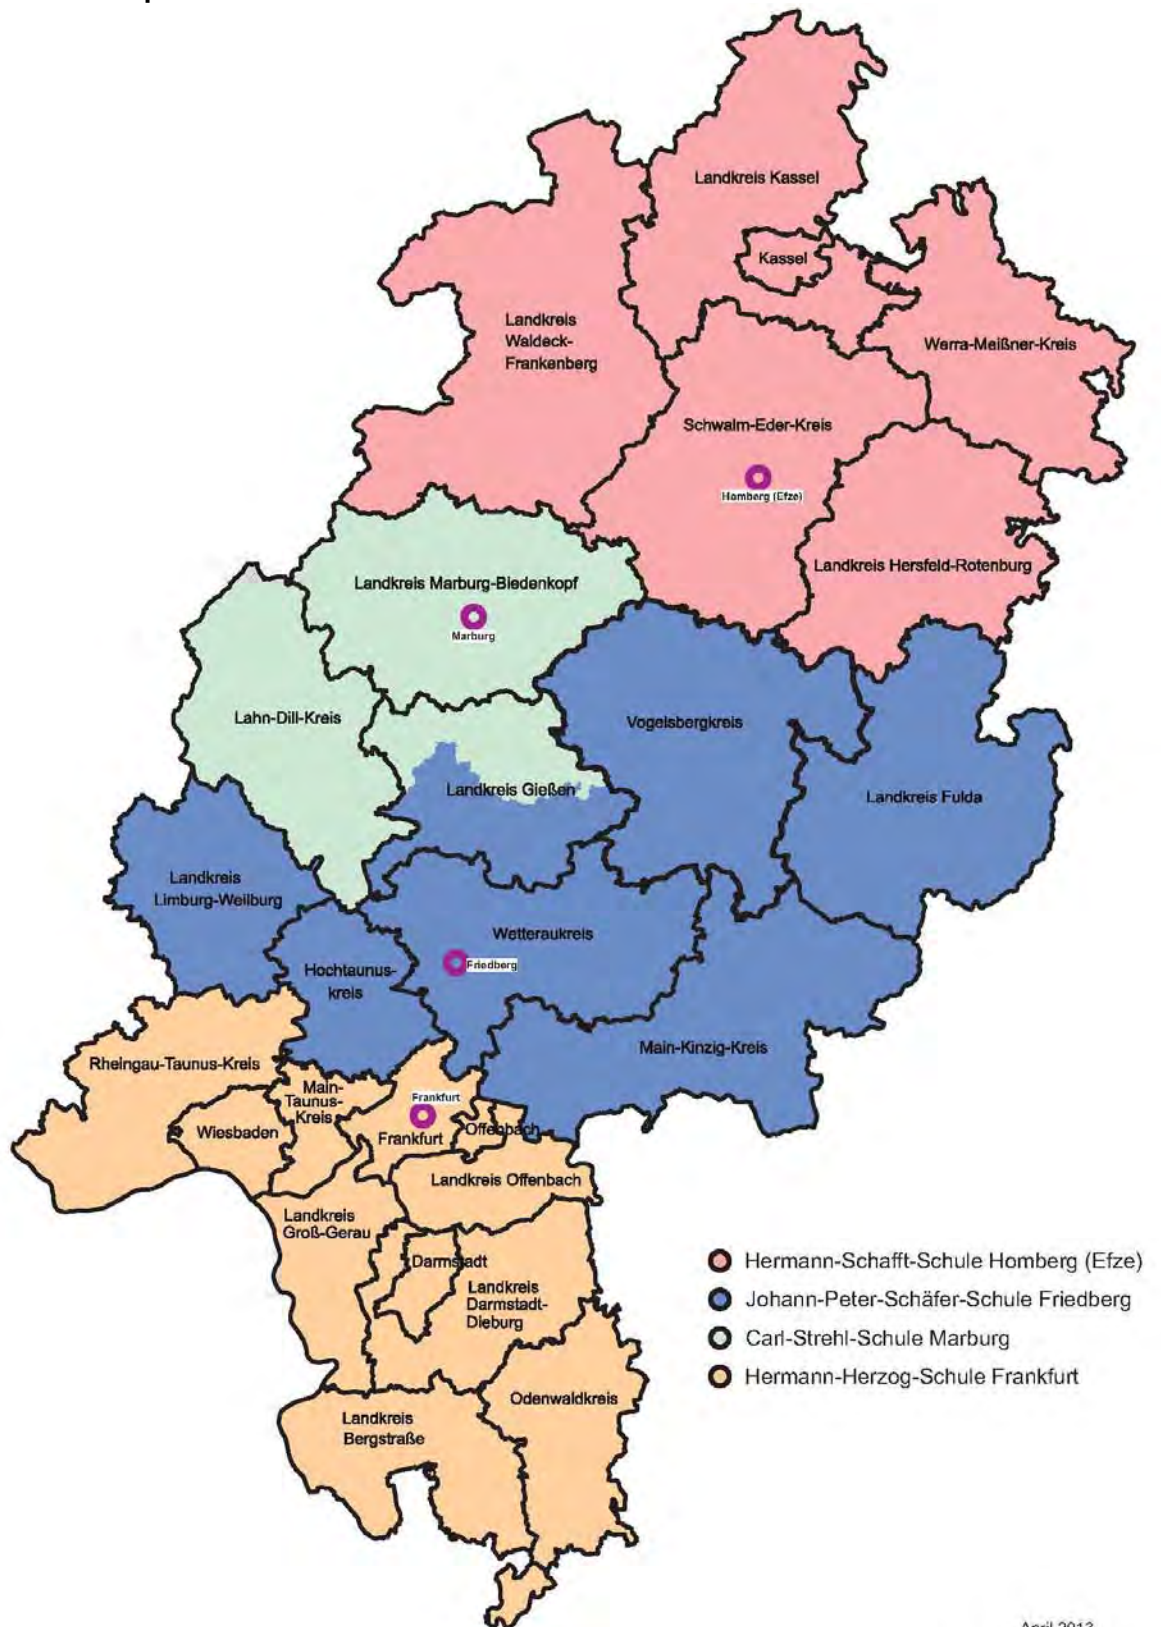 Landkreis Kassel
Kassel
Landkreis
Waldeck-
Frankenberg
Werra-Meißner-Kreis
Schwalm-Eder-Kreis
Homberg (Efze)
Landkreis Hersfeld-Rotenburg
Landkreis Marburg-Biedenkopf
Marburg
Lahn-Dill-Kreis
Vogelsbergkreis
Landkreis Gießen
Landkreis Fulda
Landkreis
Limburg-Weilburg
Wetteraukreis
Friedberg
Hochtaunus-
kreis
Main-Kinzig-Kreis
Rheingau-Taunus-Kreis
Main-
Taunus-
Kreis
Frankfurt
Wiesbaden
Frankfurt
Offenbach
Landkreis Offenbach
Landkreis
Groß-Gerau
Darmstadt
Landkreis
Darmstadt-
Dieburg
Hermann-Schafft-Schule Homberg (Efze)
Johann-Peter-Schäfer-Schule Friedberg
Carl-Strehl-Schule Marburg
Hermann-Herzog-Schule Frankfurt
Odenwaldkreis
Landkreis
Bergstraße
April 2013